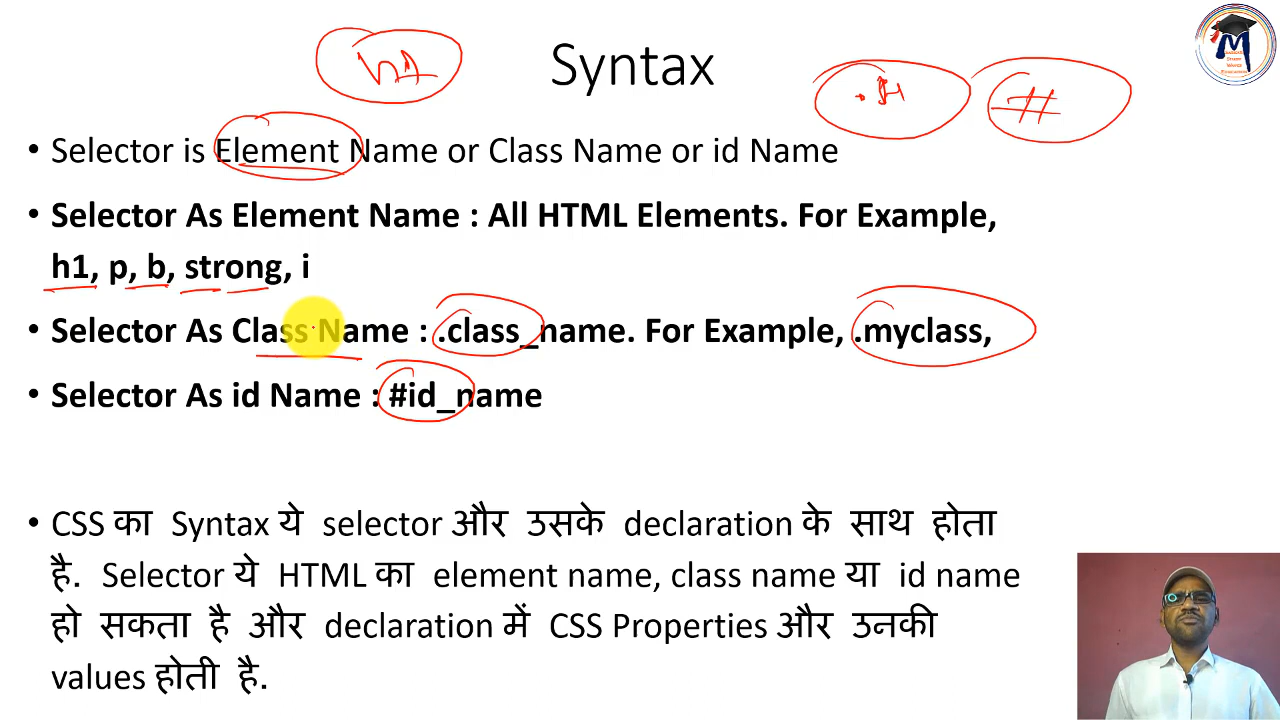 h1
Syntax
.H
#
• Selector is Element Name or Class Name or id Name
• Selector As Element Name : All HTML Elements. For Example,
h1, p, b, strong, i
• Selector As Class Name : .class_name. For Example, .myclass,
• Selector As id Name : #id_name
• CSS का Syntax ये selector और उसके declaration के साथ होता
है. Selector ये HTML का element name, class name या id name
हो सकता है और declaration में CSS Properties और उनकी
values होती है.